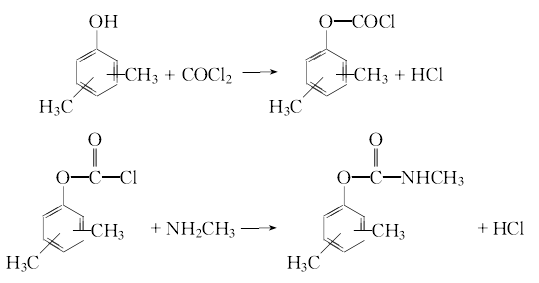 OH O—COCl
CH₃ + COCl₂ ⟶ CH₃ + HCl
H₃C H₃C
O O
O—C—Cl O—C—NHCH₃
CH₃ + NH₂CH₃ ⟶ CH₃ + HCl
H₃C H₃C